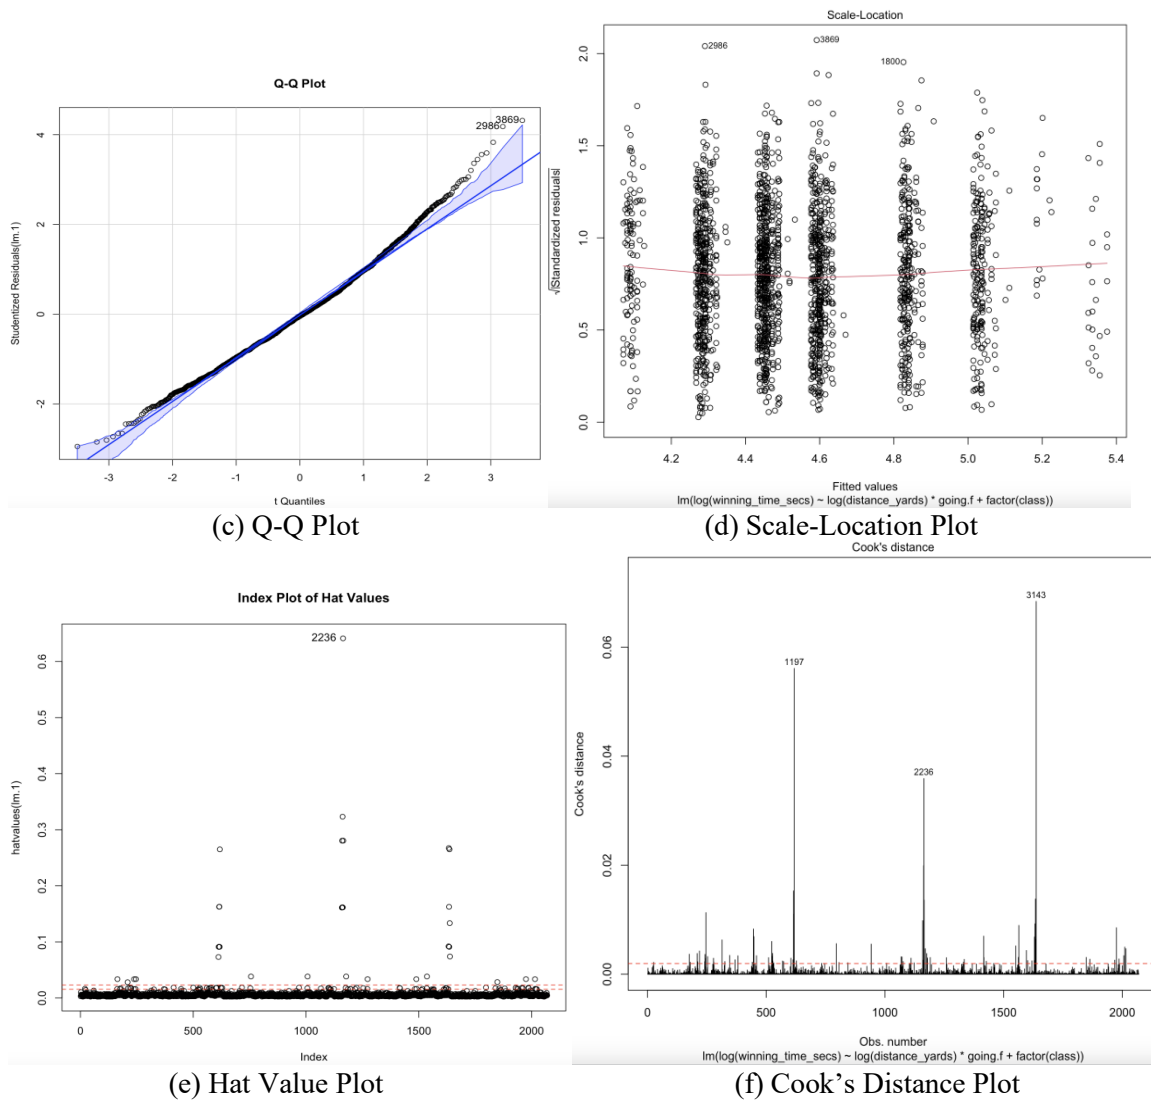 Q-Q Plot
3869
2986
4
2
0
-2
Studentized Residuals(lm.1)
-3 -2 -1 0 1 2 3
t Quantiles
(c) Q-Q Plot
Scale-Location
2986
3869
1800
2.0
1.5
1.0
0.5
0.0
√|Standardized residuals|
4.2 4.4 4.6 4.8 5.0 5.2 5.4
Fitted values
lm(log(winning_time_secs) ~ log(distance_yards) * going.f + factor(class))
(d) Scale-Location Plot
Index Plot of Hat Values
2236
0.6
0.5
0.4
0.3
0.2
0.1
0.0
hatvalues(lm.1)
0 500 1000 1500 2000
Index
(e) Hat Value Plot
Cook's distance
3143
1197
2236
0.06
0.04
0.02
0.00
Cook's distance
0 500 1000 1500 2000
Obs. number
lm(log(winning_time_secs) ~ log(distance_yards) * going.f + factor(class))
(f) Cook’s Distance Plot